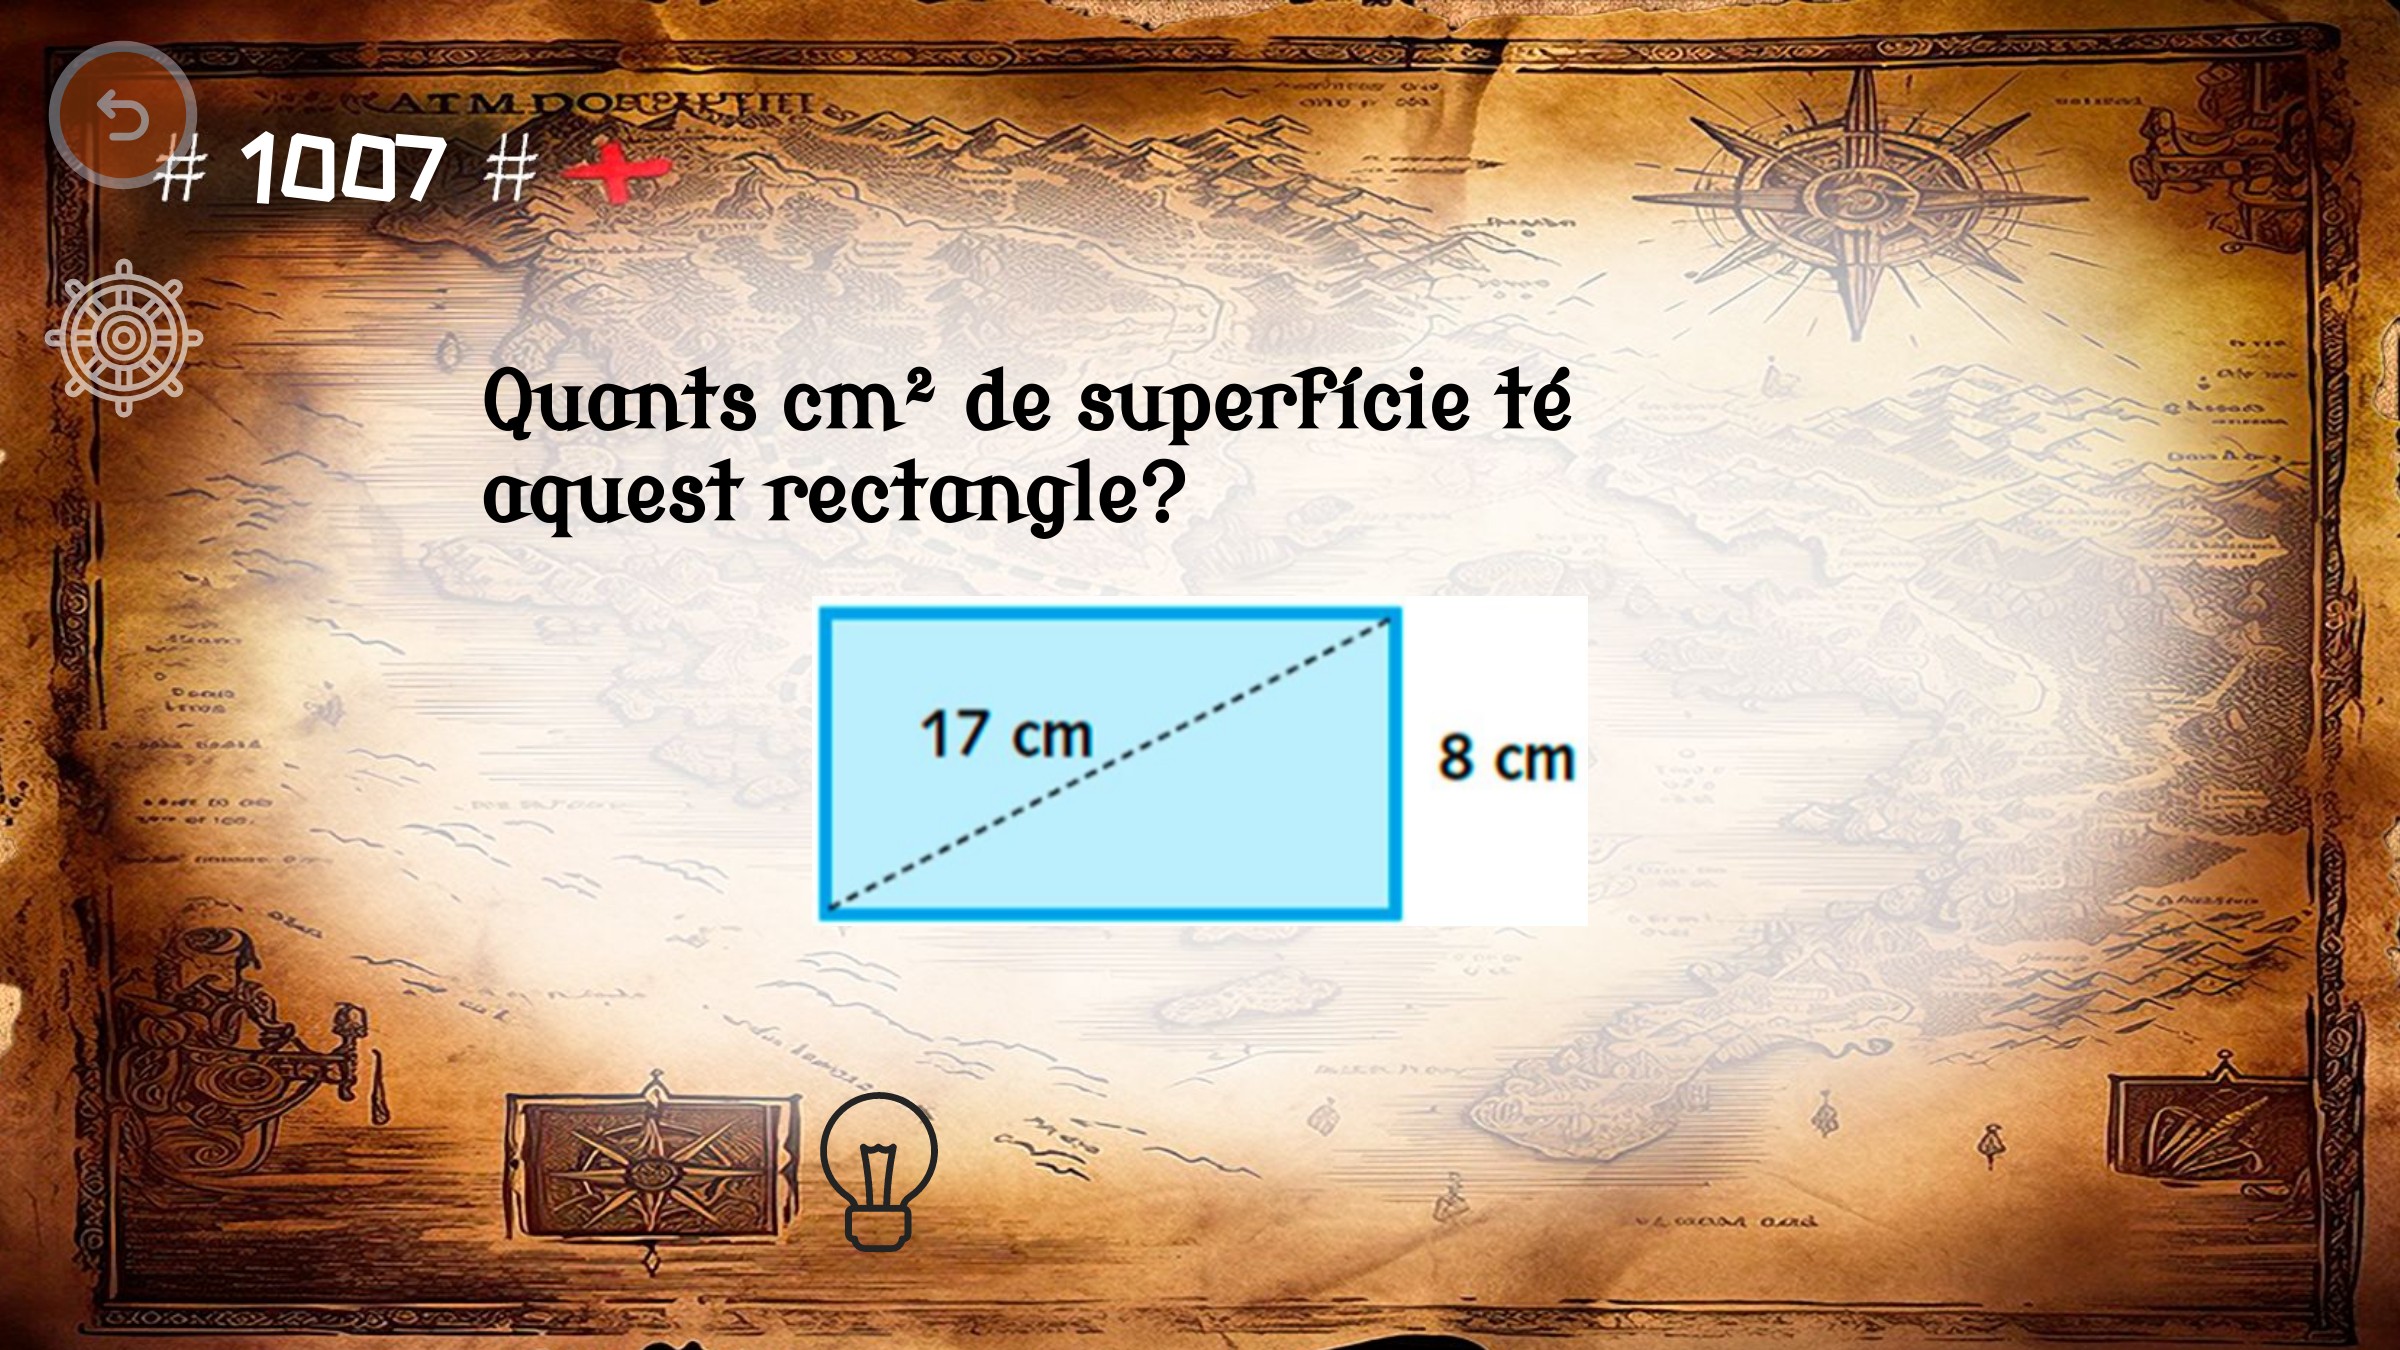 # 1007 #
Quants cm² de superfície té
aquest rectangle?
17 cm
8 cm